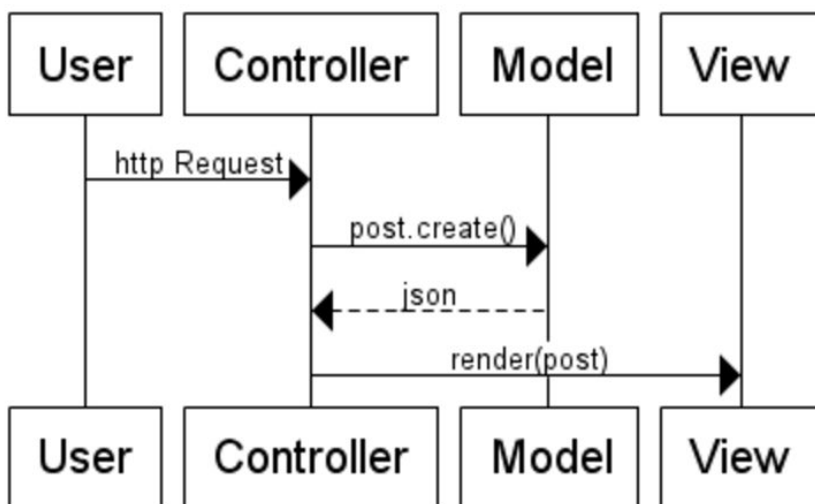 User Controller Model View
http Request
post.create()
json
render(post)
User Controller Model View